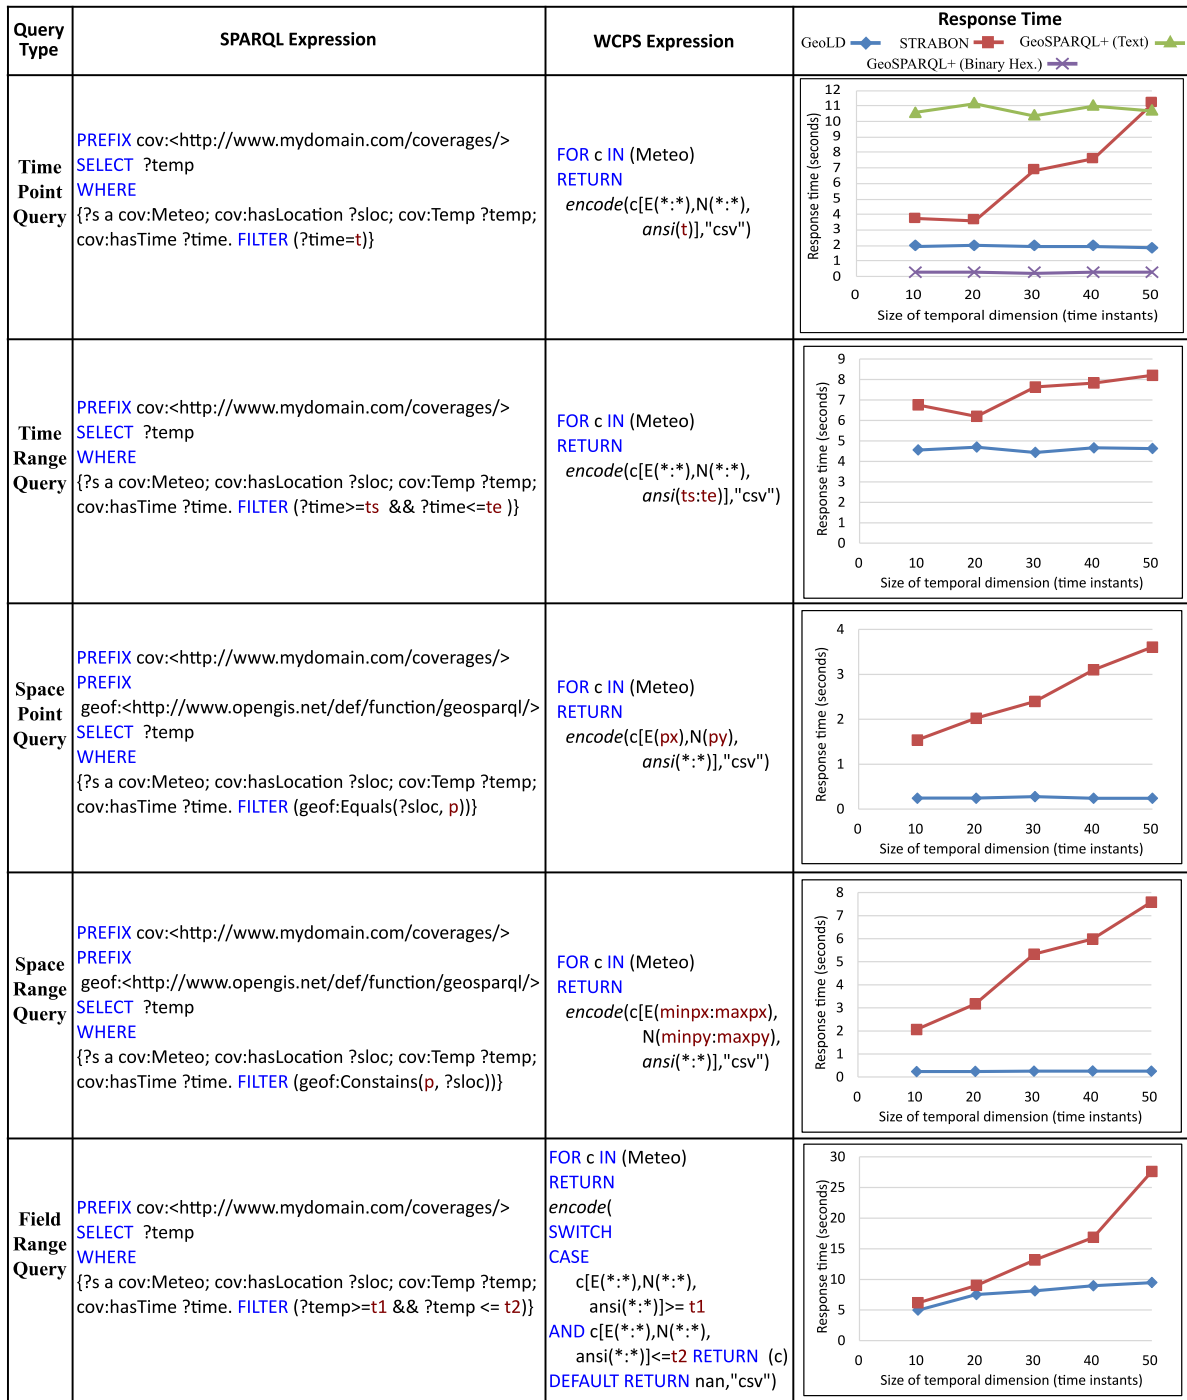 Query
Type
SPARQL Expression
WCPS Expression
Response Time
GeoLD STRABON GeoSPARQL+ (Text)
GeoSPARQL+ (Binary Hex.)
Time
Point
Query
PREFIX cov:<http://www.mydomain.com/coverages/>
SELECT ?temp
WHERE
{?s a cov:Meteo; cov:hasLocation ?sloc; cov:Temp ?temp;
cov:hasTime ?time. FILTER (?time=t)}
FOR c IN (Meteo)
RETURN
encode(c[E(*:*),N(*:*),
ansi(t)],"csv")
Response time (seconds)
12
11
10
9
8
7
6
5
4
3
2
1
0
0 10 20 30 40 50
Size of temporal dimension (time instants)
Time
Range
Query
PREFIX cov:<http://www.mydomain.com/coverages/>
SELECT ?temp
WHERE
{?s a cov:Meteo; cov:hasLocation ?sloc; cov:Temp ?temp;
cov:hasTime ?time. FILTER (?time>=ts && ?time<=te )}
FOR c IN (Meteo)
RETURN
encode(c[E(*:*),N(*:*),
ansi(ts:te)],"csv")
Response time (seconds)
9
8
7
6
5
4
3
2
1
0
0 10 20 30 40 50
Size of temporal dimension (time instants)
Space
Point
Query
PREFIX cov:<http://www.mydomain.com/coverages/>
PREFIX
geof:<http://www.opengis.net/def/function/geosparql/>
SELECT ?temp
WHERE
{?s a cov:Meteo; cov:hasLocation ?sloc; cov:Temp ?temp;
cov:hasTime ?time. FILTER (geof:Equals(?sloc, p))}
FOR c IN (Meteo)
RETURN
encode(c[E(px),N(py),
ansi(*:*)],"csv")
Response time (seconds)
4
3
2
1
0
0 10 20 30 40 50
Size of temporal dimension (time instants)
Space
Range
Query
PREFIX cov:<http://www.mydomain.com/coverages/>
PREFIX
geof:<http://www.opengis.net/def/function/geosparql/>
SELECT ?temp
WHERE
{?s a cov:Meteo; cov:hasLocation ?sloc; cov:Temp ?temp;
cov:hasTime ?time. FILTER (geof:Constains(p, ?sloc))}
FOR c IN (Meteo)
RETURN
encode(c[E(minpx:maxpx),
N(minpy:maxpy),
ansi(*:*)],"csv")
Response time (seconds)
8
7
6
5
4
3
2
1
0
0 10 20 30 40 50
Size of temporal dimension (time instants)
Field
Range
Query
PREFIX cov:<http://www.mydomain.com/coverages/>
SELECT ?temp
WHERE
{?s a cov:Meteo; cov:hasLocation ?sloc; cov:Temp ?temp;
cov:hasTime ?time. FILTER (?temp>=t1 && ?temp <= t2)}
FOR c IN (Meteo)
RETURN
encode(
SWITCH
CASE
c[E(*:*),N(*:*),
ansi(*:*)]>= t1
AND c[E(*:*),N(*:*),
ansi(*:*)]<=t2 RETURN (c)
DEFAULT RETURN nan,"csv")
Response time (seconds)
30
25
20
15
10
5
0
0 10 20 30 40 50
Size of temporal dimension (time instants)